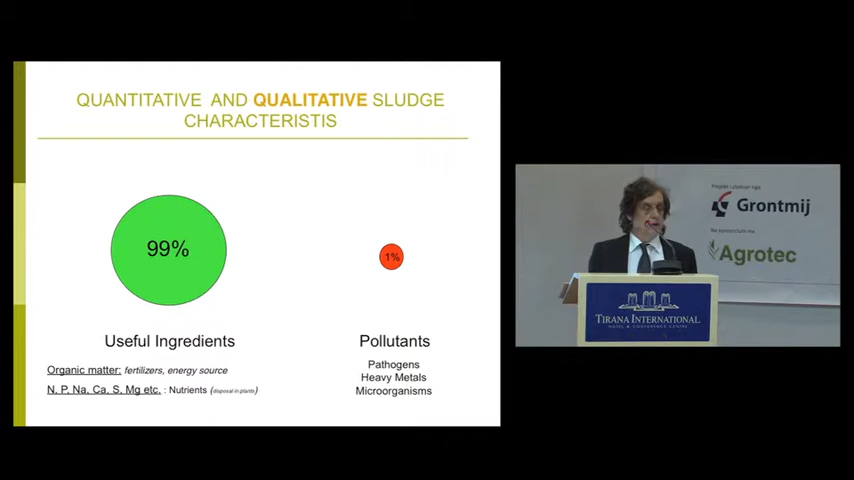 QUANTITATIVE AND QUALITATIVE SLUDGE
CHARACTERISTIS
99%
1%
Useful Ingredients
Pollutants
Organic matter: fertilizers, energy source
N, P, Na, Ca, S, Mg etc. : Nutrients (disposal in plants)
Pathogens
Heavy Metals
Microorganisms
Grontmij
Agrotec
TIRANA INTERNATIONAL
HOTEL & CONFERENCE CENTRE